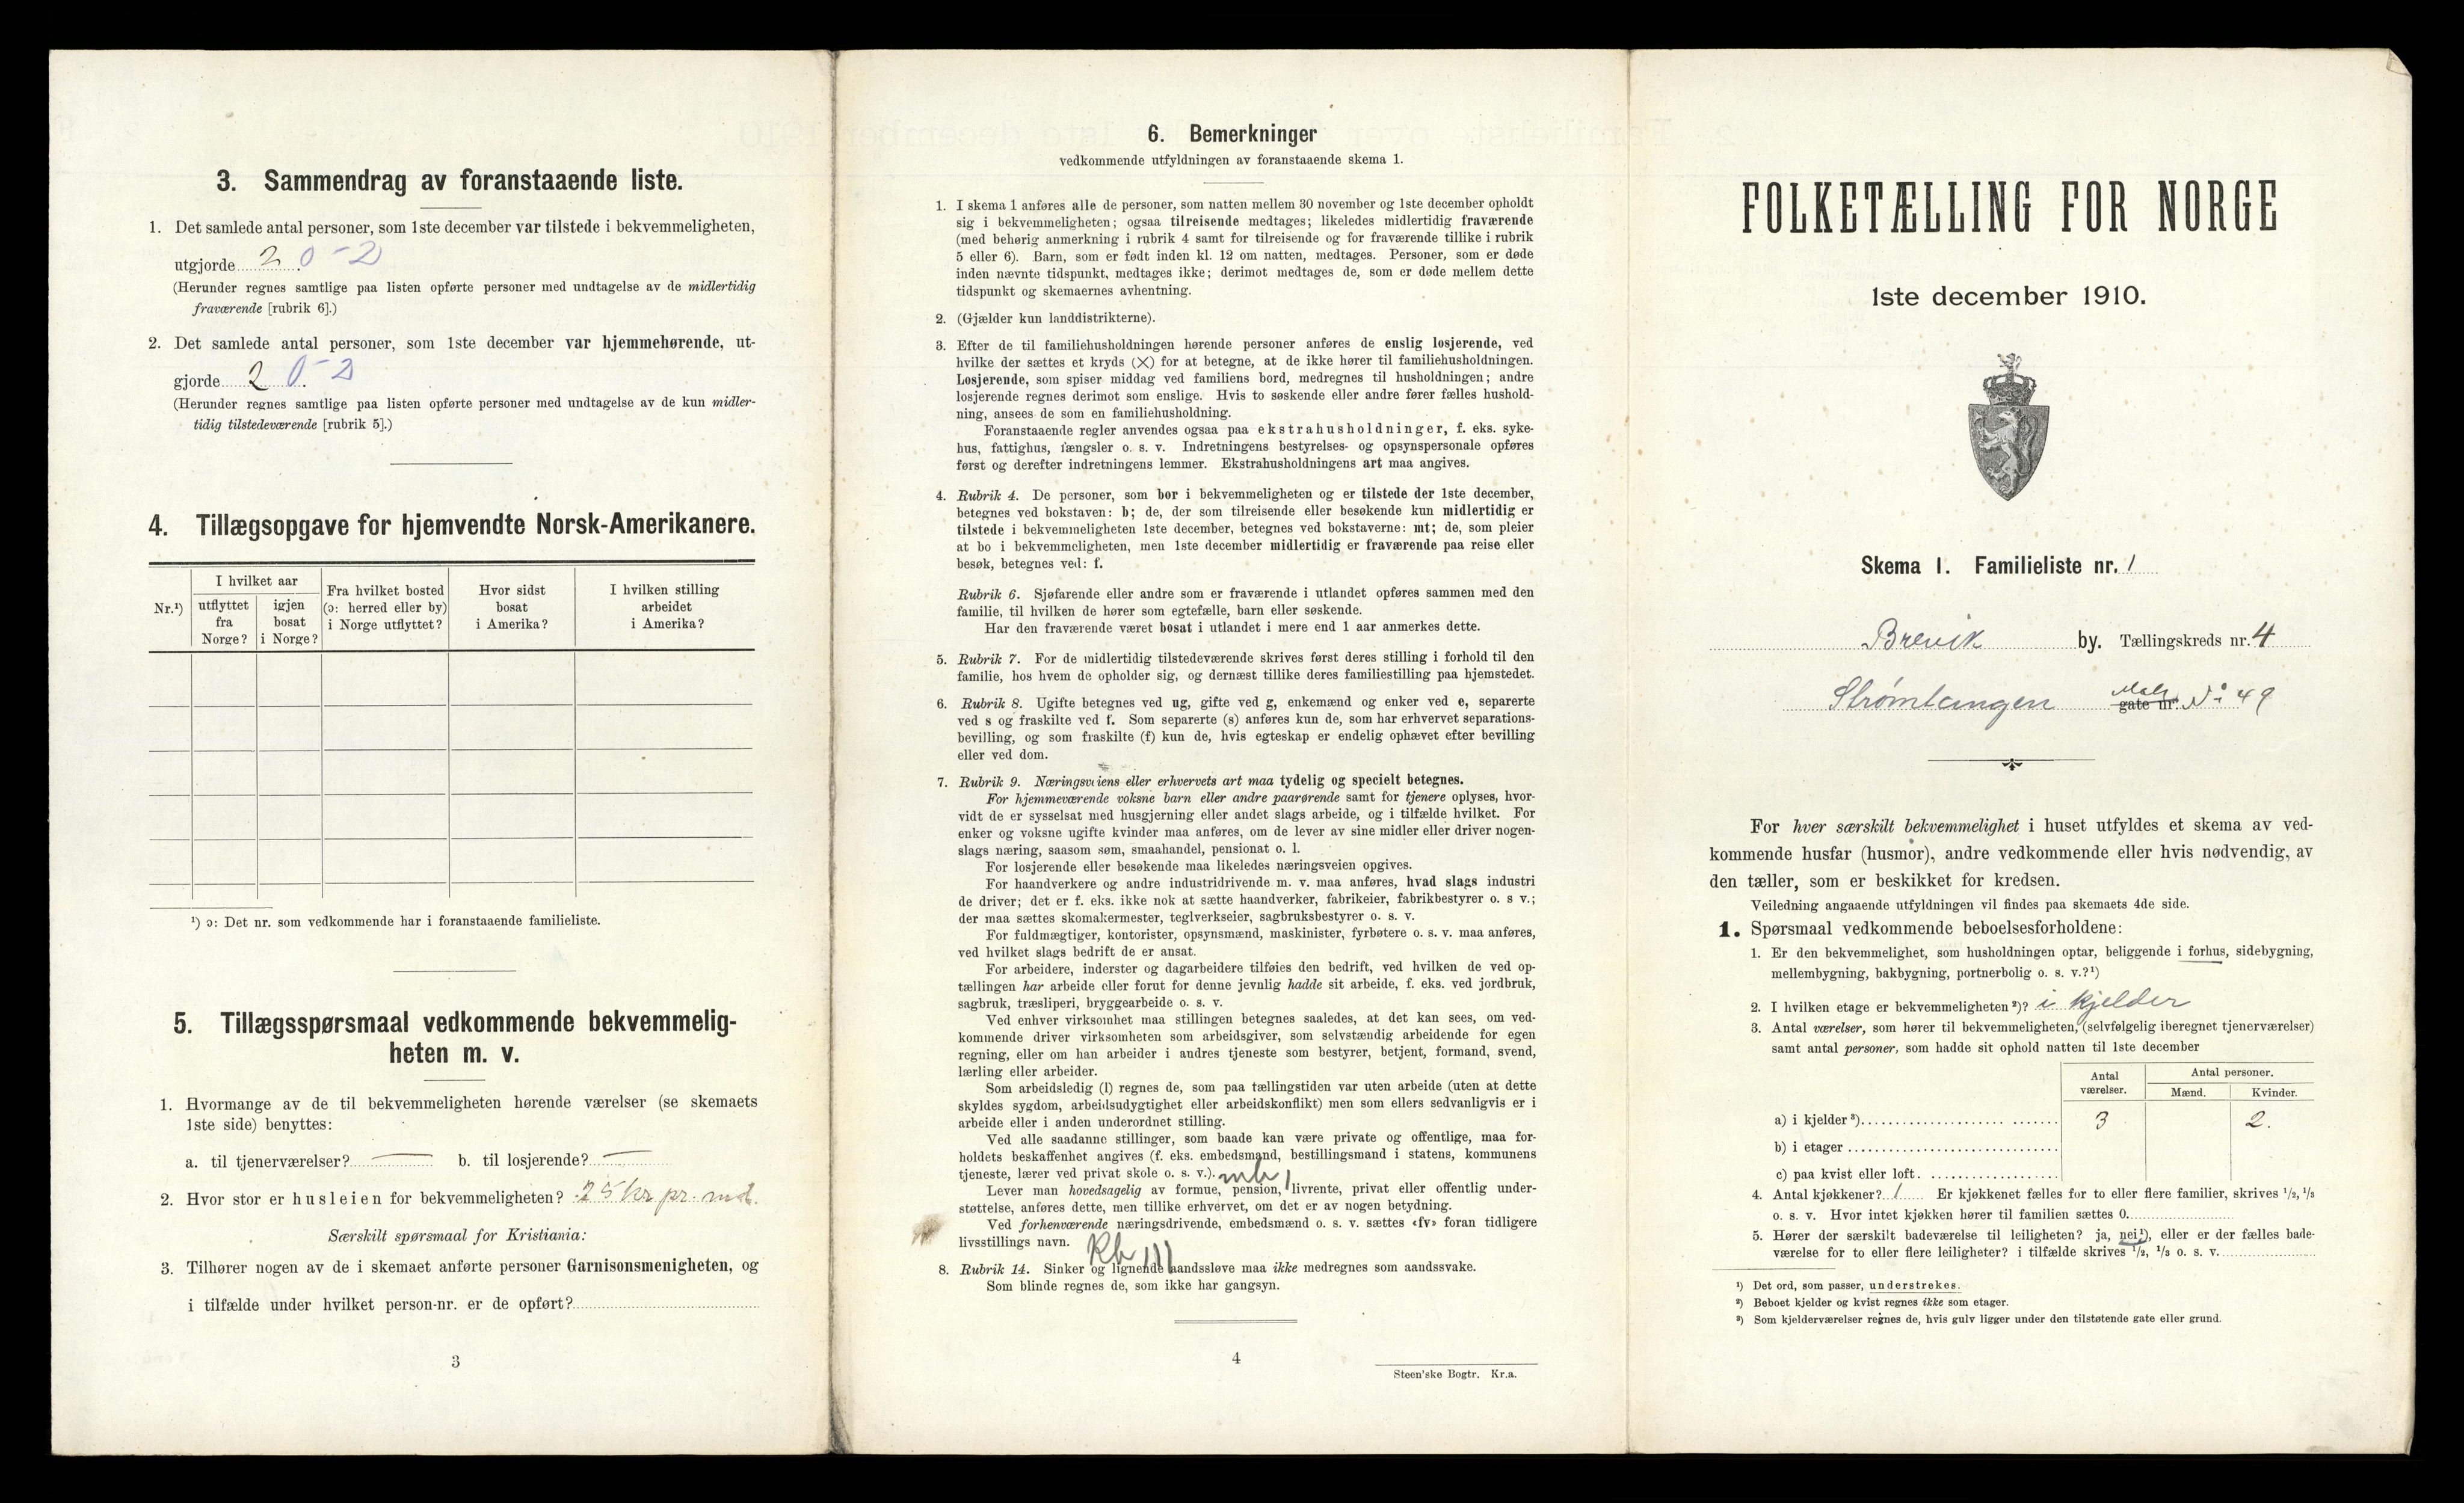 3. Sammendrag av foranstaaende liste.
1. Det samlede antal personer, som 1ste december var tilstede i bekvemmeligheten,
utgjorde 2 0-2
(Herunder regnes samtlige paa listen opførte personer med undtagelse av de midlertidig
fraværende [rubrik 6].)
2. Det samlede antal personer, som 1ste december var hjemmehørende, ut-
gjorde 2 0-2
(Herunder regnes samtlige paa listen opførte personer med undtagelse av de kun midler-
tidig tilstedeværende [rubrik 5].)
4. Tillægsopgave for hjemvendte Norsk-Amerikanere.
Nr.¹)
I hvilket aar
utflyttet fra Norge?
igjen bosat i Norge?
Fra hvilket bosted (ɔ: herred eller by) i Norge utflyttet?
Hvor sidst bosat i Amerika?
I hvilken stilling arbeidet i Amerika?
¹) ɔ: Det nr. som vedkommende har i foranstaaende familieliste.
5. Tillægsspørsmaal vedkommende bekvemmelig-
heten m. v.
1. Hvormange av de til bekvemmeligheten hørende værelser (se skemaets
1ste side) benyttes:
a. til tjenerværelser? — b. til losjerende? —
2. Hvor stor er husleien for bekvemmeligheten? 25 kr pr. md.
Særskilt spørsmaal for Kristiania:
3. Tilhører nogen av de i skemaet anførte personer Garnisonsmenigheten, og
i tilfælde under hvilket person-nr. er de opført?
3
6. Bemerkninger
vedkommende utfyldningen av foranstaaende skema 1.
1. I skema 1 anføres alle de personer, som natten mellem 30 november og 1ste december opholdt
sig i bekvemmeligheten; ogsaa tilreisende medtages; likeledes midlertidig fraværende
(med behørig anmerkning i rubrik 4 samt for tilreisende og for fraværende tillike i rubrik
5 eller 6). Barn, som er født inden kl. 12 om natten, medtages. Personer, som er døde
inden nævnte tidspunkt, medtages ikke; derimot medtages de, som er døde mellem dette
tidspunkt og skemaernes avhentning.
2. (Gjælder kun landdistrikterne).
3. Efter de til familiehusholdningen hørende personer anføres de enslig losjerende, ved
hvilke der sættes et kryds (×) for at betegne, at de ikke hører til familiehusholdningen.
Losjerende, som spiser middag ved familiens bord, medregnes til husholdningen; andre
losjerende regnes derimot som enslige. Hvis to søskende eller andre fører fælles hushold-
ning, ansees de som en familiehusholdning.
Foranstaaende regler anvendes ogsaa paa ekstrahusholdninger, f. eks. syke-
hus, fattighus, fængsler o. s. v. Indretningens bestyrelses- og opsynspersonale opføres
først og derefter indretningens lemmer. Ekstrahusholdningens art maa angives.
4. Rubrik 4. De personer, som bor i bekvemmeligheten og er tilstede der 1ste december,
betegnes ved bokstaven: b; de, der som tilreisende eller besøkende kun midlertidig er
tilstede i bekvemmeligheten 1ste december, betegnes ved bokstaverne: mt; de, som pleier
at bo i bekvemmeligheten, men 1ste december midlertidig er fraværende paa reise eller
besøk, betegnes ved: f.
Rubrik 6. Sjøfarende eller andre som er fraværende i utlandet opføres sammen med den
familie, til hvilken de hører som egtefælle, barn eller søskende.
Har den fraværende været bosat i utlandet i mere end 1 aar anmerkes dette.
5. Rubrik 7. For de midlertidig tilstedeværende skrives først deres stilling i forhold til den
familie, hos hvem de opholder sig, og dernæst tillike deres familiestilling paa hjemstedet.
6. Rubrik 8. Ugifte betegnes ved ug, gifte ved g, enkemænd og enker ved e, separerte
ved s og fraskilte ved f. Som separerte (s) anføres kun de, som har erhvervet separations-
bevilling, og som fraskilte (f) kun de, hvis egteskap er endelig ophævet efter bevilling
eller ved dom.
7. Rubrik 9. Næringsveiens eller erhvervets art maa tydelig og specielt betegnes.
For hjemmeværende voksne barn eller andre paarørende samt for tjenere oplyses, hvor-
vidt de er sysselsat med husgjerning eller andet slags arbeide, og i tilfælde hvilket. For
enker og voksne ugifte kvinder maa anføres, om de lever av sine midler eller driver nogen-
slags næring, saasom søm, smaahandel, pensionat o. l.
For losjerende eller besøkende maa likeledes næringsveien opgives.
For haandverkere og andre industridrivende m. v. maa anføres, hvad slags industri
de driver; det er f. eks. ikke nok at sætte haandverker, fabrikeier, fabrikbestyrer o. s v.;
der maa sættes skomakermester, teglverkseier, sagbruksbestyrer o. s. v.
For fuldmægtiger, kontorister, opsynsmænd, maskinister, fyrbøtere o. s. v. maa anføres,
ved hvilket slags bedrift de er ansat.
For arbeidere, inderster og dagarbeidere tilføies den bedrift, ved hvilken de ved op-
tællingen har arbeide eller forut for denne jevnlig hadde sit arbeide, f. eks. ved jordbruk,
sagbruk, træsliperi, bryggearbeide o. s. v.
Ved enhver virksomhet maa stillingen betegnes saaledes, at det kan sees, om ved-
kommende driver virksomheten som arbeidsgiver, som selvstændig arbeidende for egen
regning, eller om han arbeider i andres tjeneste som bestyrer, betjent, formand, svend,
lærling eller arbeider.
Som arbeidsledig (l) regnes de, som paa tællingstiden var uten arbeide (uten at dette
skyldes sygdom, arbeidsudygtighet eller arbeidskonflikt) men som ellers sedvanligvis er i
arbeide eller i anden underordnet stilling.
Ved alle saadanne stillinger, som baade kan være private og offentlige, maa for-
holdets beskaffenhet angives (f. eks. embedsmand, bestillingsmand i statens, kommunens
tjeneste, lærer ved privat skole o. s. v.). mb 1
Lever man hovedsagelig av formue, pension, livrente, privat eller offentlig under-
støttelse, anføres dette, men tillike erhvervet, om det er av nogen betydning.
Ved forhenværende næringsdrivende, embedsmænd o. s. v. sættes «fv» foran tidligere
livsstillings navn. Kb III
8. Rubrik 14. Sinker og lignende aandssløve maa ikke medregnes som aandssvake.
Som blinde regnes de, som ikke har gangsyn.
4
Steen'ske Bogtr. Kr.a.
FOLKETÆLLING FOR NORGE
1ste december 1910.
Skema 1. Familieliste nr. 1
Brevik by. Tællingskreds nr. 4
Strømtangen gate nr. Matr No 49
For hver særskilt bekvemmelighet i huset utfyldes et skema av ved-
kommende husfar (husmor), andre vedkommende eller hvis nødvendig, av
den tæller, som er beskikket for kredsen.
Veiledning angaaende utfyldningen vil findes paa skemaets 4de side.
1. Spørsmaal vedkommende beboelsesforholdene:
1. Er den bekvemmelighet, som husholdningen optar, beliggende i forhus, sidebygning,
mellembygning, bakbygning, portnerbolig o. s. v.?¹)
2. I hvilken etage er bekvemmeligheten²)? i kjelder
3. Antal værelser, som hører til bekvemmeligheten, (selvfølgelig iberegnet tjenerværelser)
samt antal personer, som hadde sit ophold natten til 1ste december
Antal værelser.
Antal personer.
Mænd. Kvinder.
a) i kjelder³) 3 2.
b) i etager
c) paa kvist eller loft.
4. Antal kjøkkener? 1 Er kjøkkenet fælles for to eller flere familier, skrives 1/2, 1/3
o. s. v. Hvor intet kjøkken hører til familien sættes 0.
5. Hører der særskilt badeværelse til leiligheten? ja, nei¹), eller er der fælles bade-
værelse for to eller flere leiligheter? i tilfælde skrives 1/2, 1/3 o. s. v.
¹) Det ord, som passer, understrekes.
²) Beboet kjelder og kvist regnes ikke som etager.
³) Som kjelderværelser regnes de, hvis gulv ligger under den tilstøtende gate eller grund.